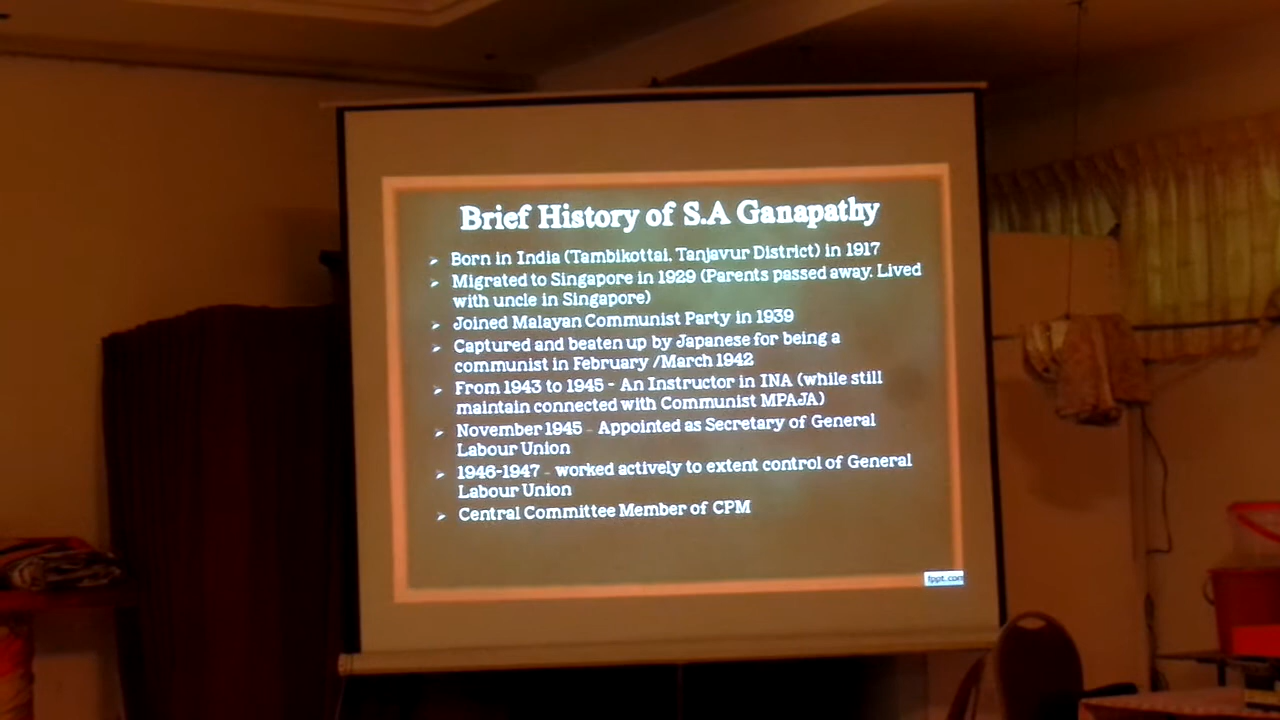 Brief History of S.A Ganapathy
➢ Born in India (Tambikottai, Tanjavur District) in 1917
➢ Migrated to Singapore in 1929 (Parents passed away. Lived
with uncle in Singapore)
➢ Joined Malayan Communist Party in 1939
➢ Captured and beaten up by Japanese for being a
communist in February /March 1942
➢ From 1943 to 1945 - An Instructor in INA (while still
maintain connected with Communist MPAJA)
➢ November 1945 - Appointed as Secretary of General
Labour Union
➢ 1946-1947 - worked actively to extent control of General
Labour Union
➢ Central Committee Member of CPM
fppt.com